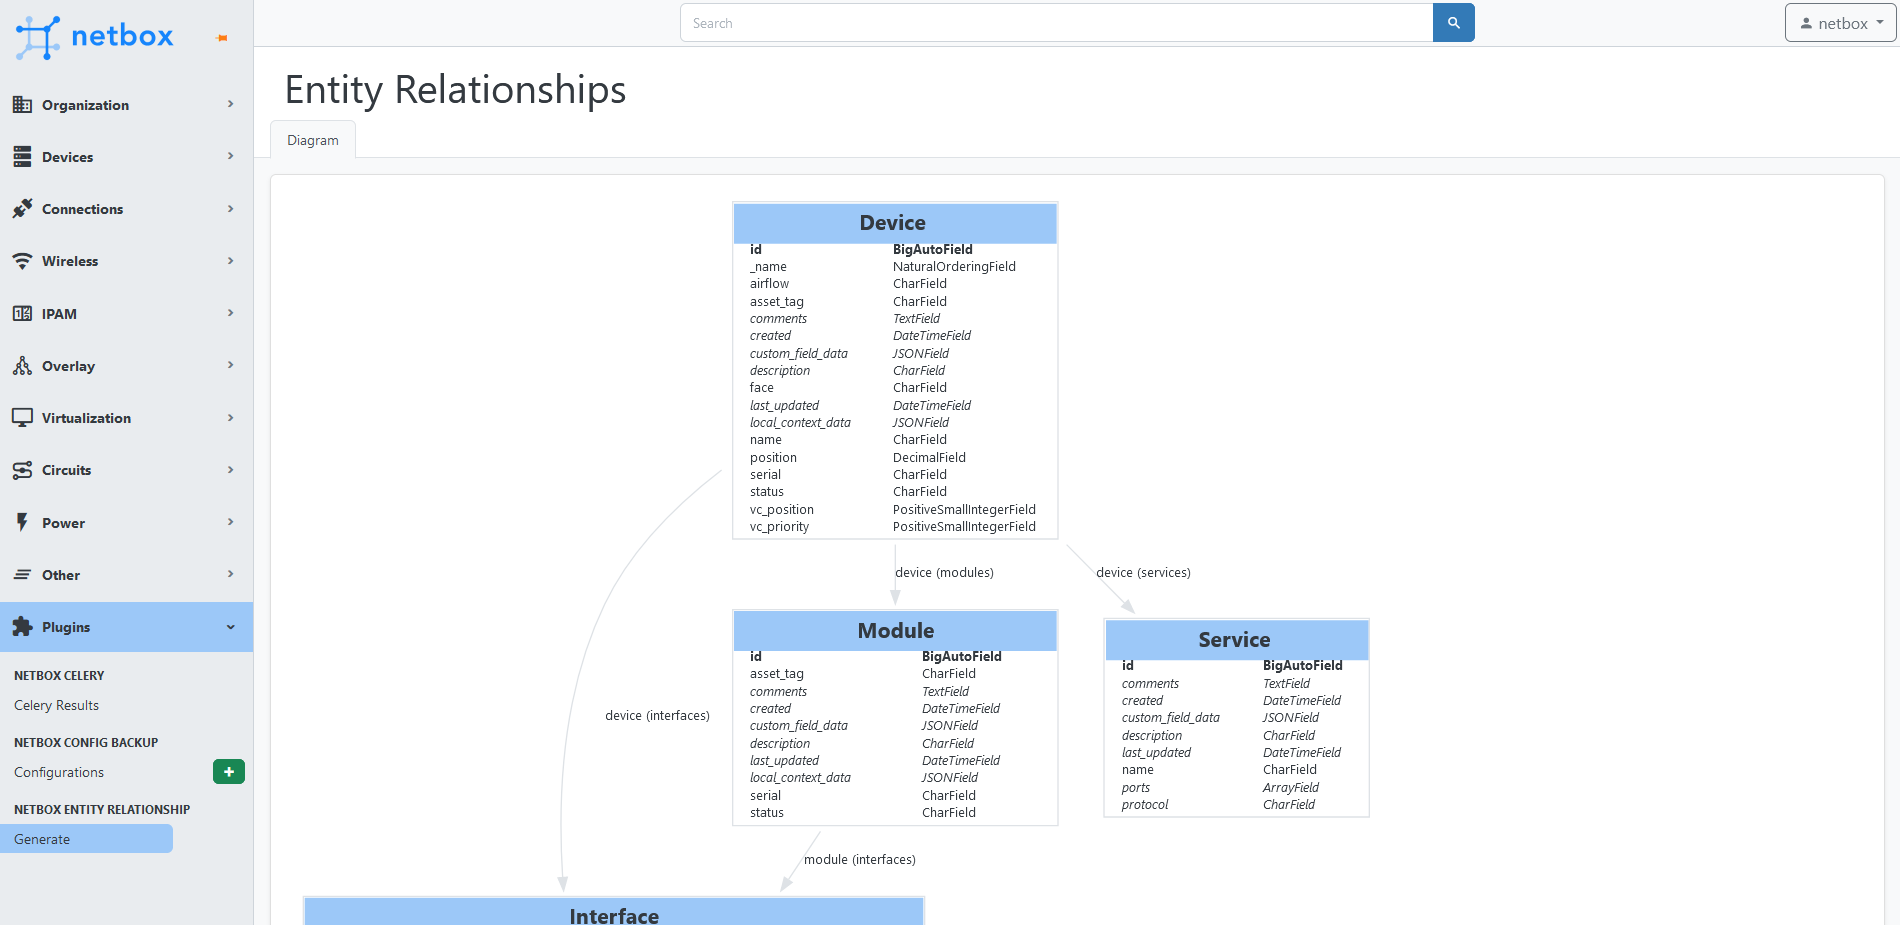 netbox
Search
netbox
Organization
Devices
Connections
Wireless
IPAM
Overlay
Virtualization
Circuits
Power
Other
Plugins
NETBOX CELERY
Celery Results
NETBOX CONFIG BACKUP
Configurations
+
NETBOX ENTITY RELATIONSHIP
Generate
Entity Relationships
Diagram
Device
id BigAutoField
_name NaturalOrderingField
airflow CharField
asset_tag CharField
comments TextField
created DateTimeField
custom_field_data JSONField
description CharField
face CharField
last_updated DateTimeField
local_context_data JSONField
name CharField
position DecimalField
serial CharField
status CharField
vc_position PositiveSmallIntegerField
vc_priority PositiveSmallIntegerField
device (modules)
device (services)
Module
id BigAutoField
asset_tag CharField
comments TextField
created DateTimeField
custom_field_data JSONField
description CharField
last_updated DateTimeField
local_context_data JSONField
serial CharField
status CharField
Service
id BigAutoField
comments TextField
created DateTimeField
custom_field_data JSONField
description CharField
last_updated DateTimeField
name CharField
ports ArrayField
protocol CharField
device (interfaces)
module (interfaces)
Interface